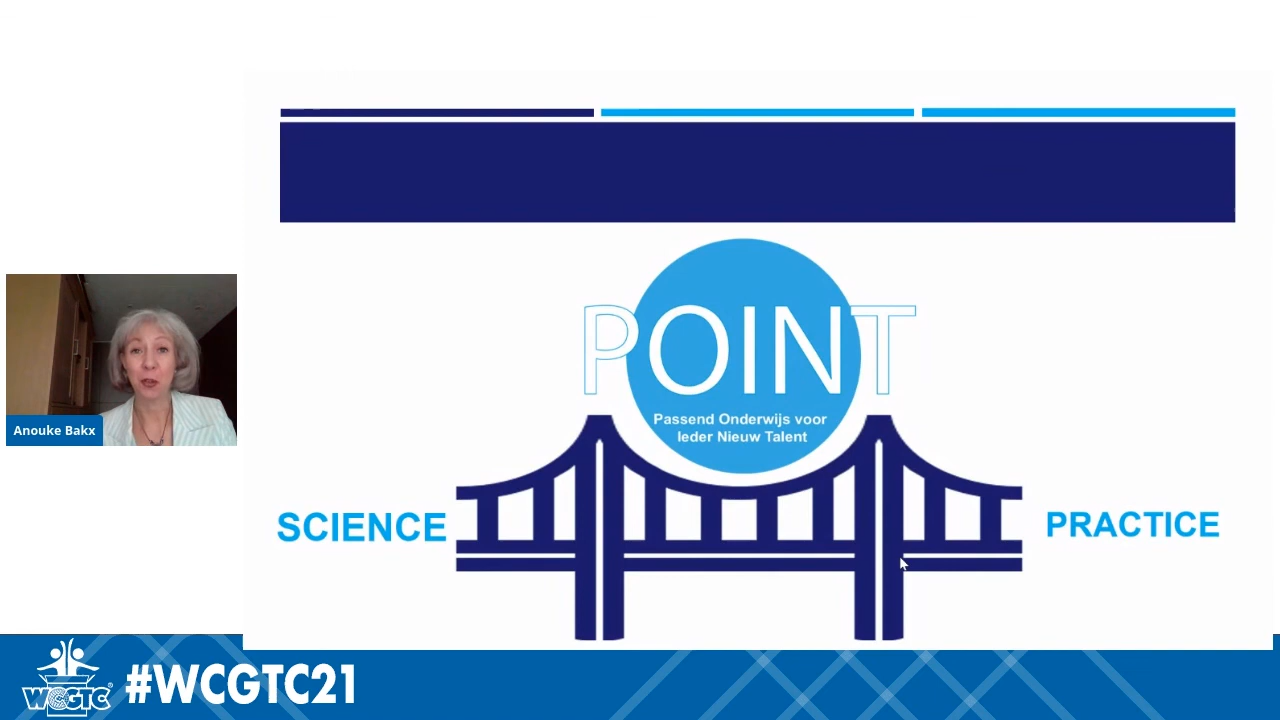 POINT
Passend Onderwijs voor
Ieder Nieuw Talent
SCIENCE
PRACTICE
Anouke Bakx
WCGTC®
#WCGTC21